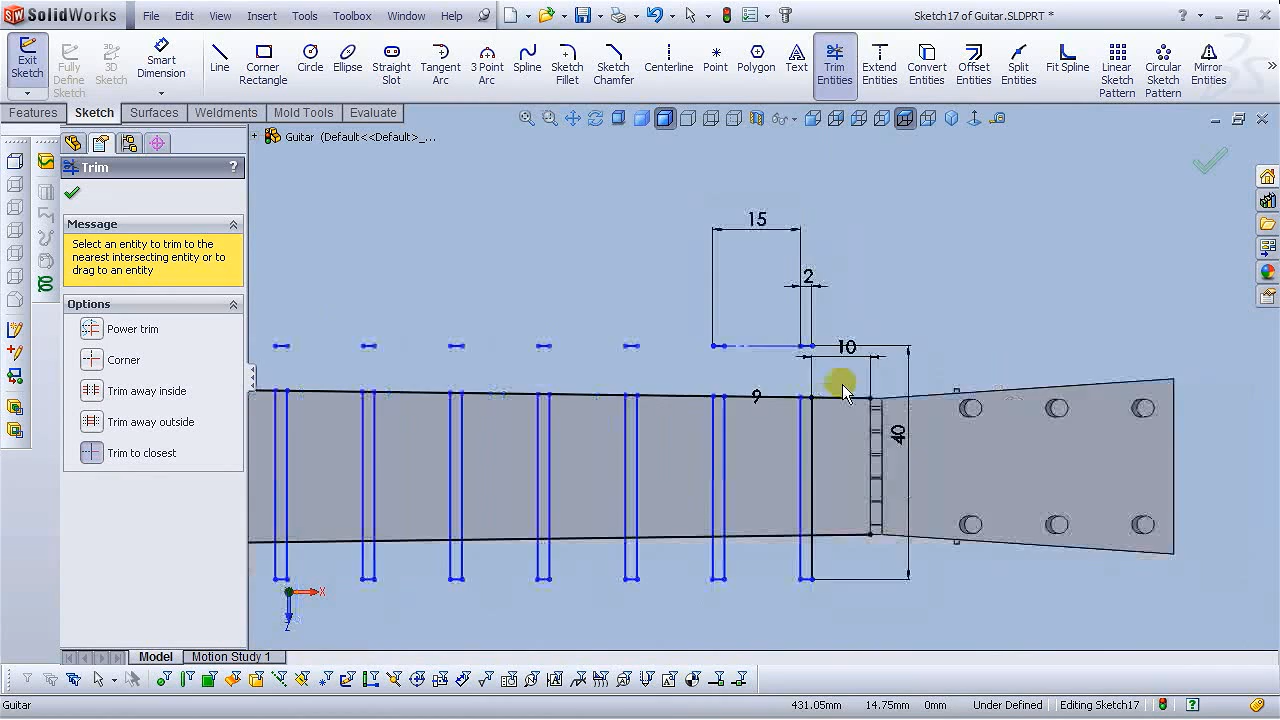 SolidWorks File Edit View Insert Tools Toolbox Window Help Sketch17 of Guitar.SLDPRT * ?
Exit Sketch
Fully Define Sketch
3D Sketch
Smart Dimension
Line
Corner Rectangle
Circle
Ellipse
Straight Slot
Tangent Arc
3 Point Arc
Spline
Sketch Fillet
Sketch Chamfer
Centerline
Point
Polygon
Text
Trim Entities
Extend Entities
Convert Entities
Offset Entities
Split Entities
Fit Spline
Linear Sketch Pattern
Circular Sketch Pattern
Mirror Entities
Features Sketch Surfaces Weldments Mold Tools Evaluate
Guitar (Default<<Default>_...
Trim ?
Message
Select an entity to trim to the
nearest intersecting entity or to
drag to an entity
Options
Power trim
Corner
Trim away inside
Trim away outside
Trim to closest
15
2
10
9
40
X
Z
Model Motion Study 1
Guitar 431.05mm 14.75mm 0mm Under Defined Editing Sketch17 ?